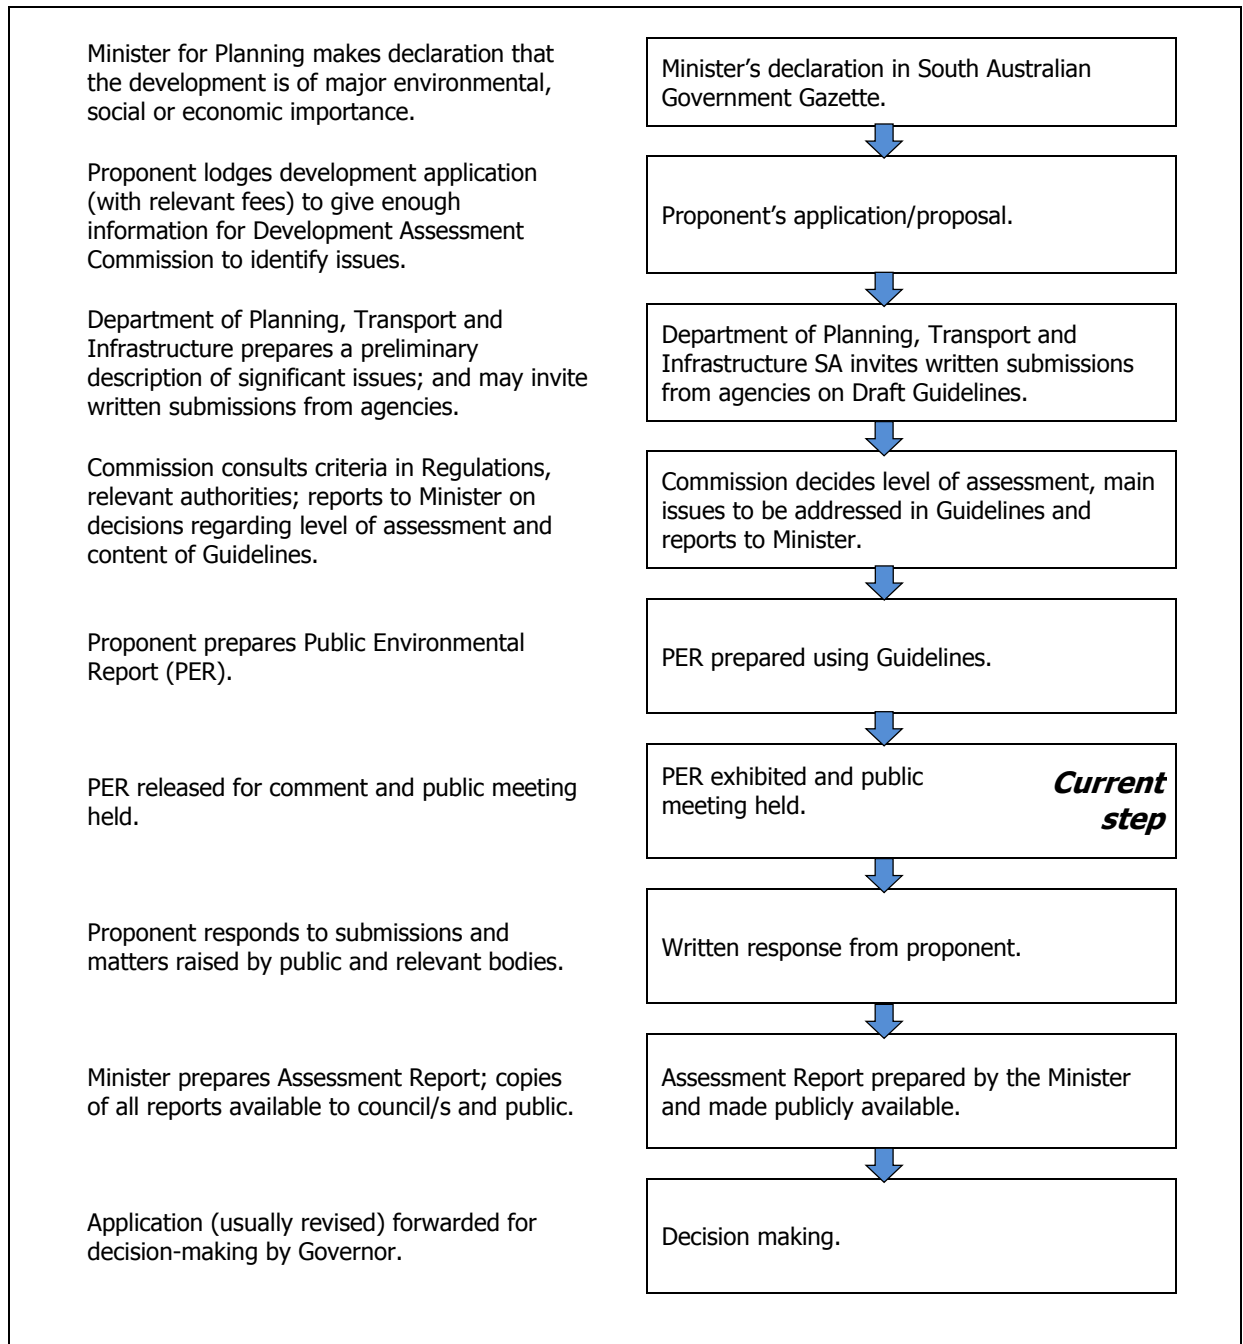 Minister for Planning makes declaration that
the development is of major environmental,
social or economic importance.
Minister’s declaration in South Australian
Government Gazette.
Proponent lodges development application
(with relevant fees) to give enough
information for Development Assessment
Commission to identify issues.
Proponent’s application/proposal.
Department of Planning, Transport and
Infrastructure prepares a preliminary
description of significant issues; and may invite
written submissions from agencies.
Department of Planning, Transport and
Infrastructure SA invites written submissions
from agencies on Draft Guidelines.
Commission consults criteria in Regulations,
relevant authorities; reports to Minister on
decisions regarding level of assessment and
content of Guidelines.
Commission decides level of assessment, main
issues to be addressed in Guidelines and
reports to Minister.
Proponent prepares Public Environmental
Report (PER).
PER prepared using Guidelines.
PER released for comment and public meeting
held.
PER exhibited and public
meeting held.
Current
step
Proponent responds to submissions and
matters raised by public and relevant bodies.
Written response from proponent.
Minister prepares Assessment Report; copies
of all reports available to council/s and public.
Assessment Report prepared by the Minister
and made publicly available.
Application (usually revised) forwarded for
decision-making by Governor.
Decision making.